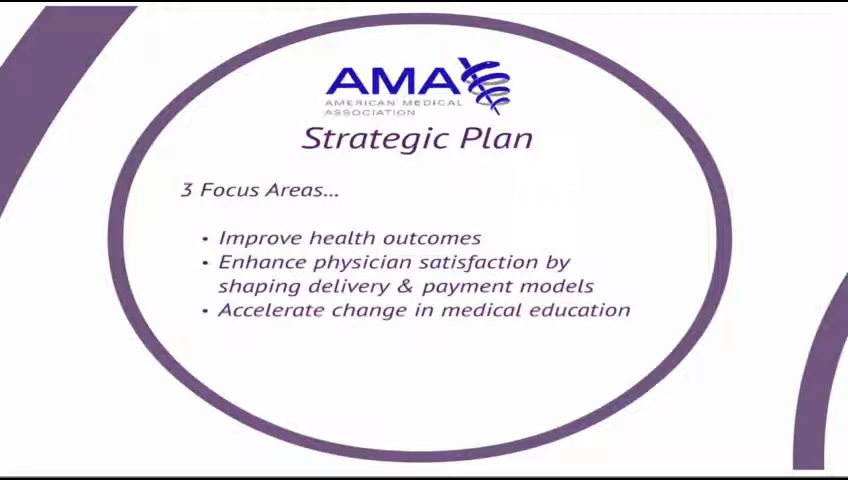 AMA
AMERICAN MEDICAL
ASSOCIATION
Strategic Plan
3 Focus Areas...
• Improve health outcomes
• Enhance physician satisfaction by
shaping delivery & payment models
• Accelerate change in medical education